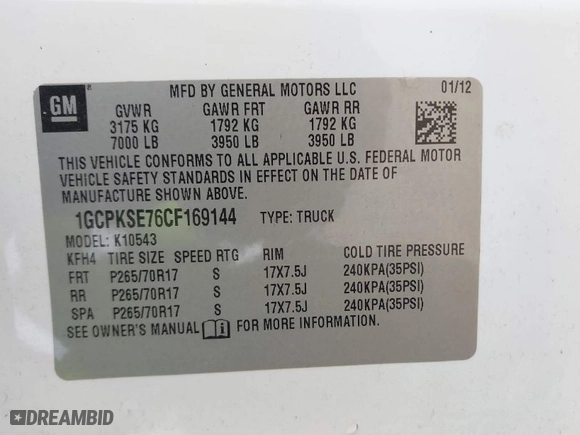 GM
MFD BY GENERAL MOTORS LLC 01/12
GVWR GAWR FRT GAWR RR
3175 KG 1792 KG 1792 KG
7000 LB 3950 LB 3950 LB
THIS VEHICLE CONFORMS TO ALL APPLICABLE U.S. FEDERAL MOTOR
VEHICLE SAFETY STANDARDS IN EFFECT ON THE DATE OF
MANUFACTURE SHOWN ABOVE.
1GCPKSE76CF169144 TYPE: TRUCK
MODEL: K10543
KFH4 TIRE SIZE SPEED RTG RIM COLD TIRE PRESSURE
FRT P265/70R17 S 17X7.5J 240KPA(35PSI)
RR P265/70R17 S 17X7.5J 240KPA(35PSI)
SPA P265/70R17 S 17X7.5J 240KPA(35PSI)
SEE OWNER'S MANUAL FOR MORE INFORMATION.
DREAMBID